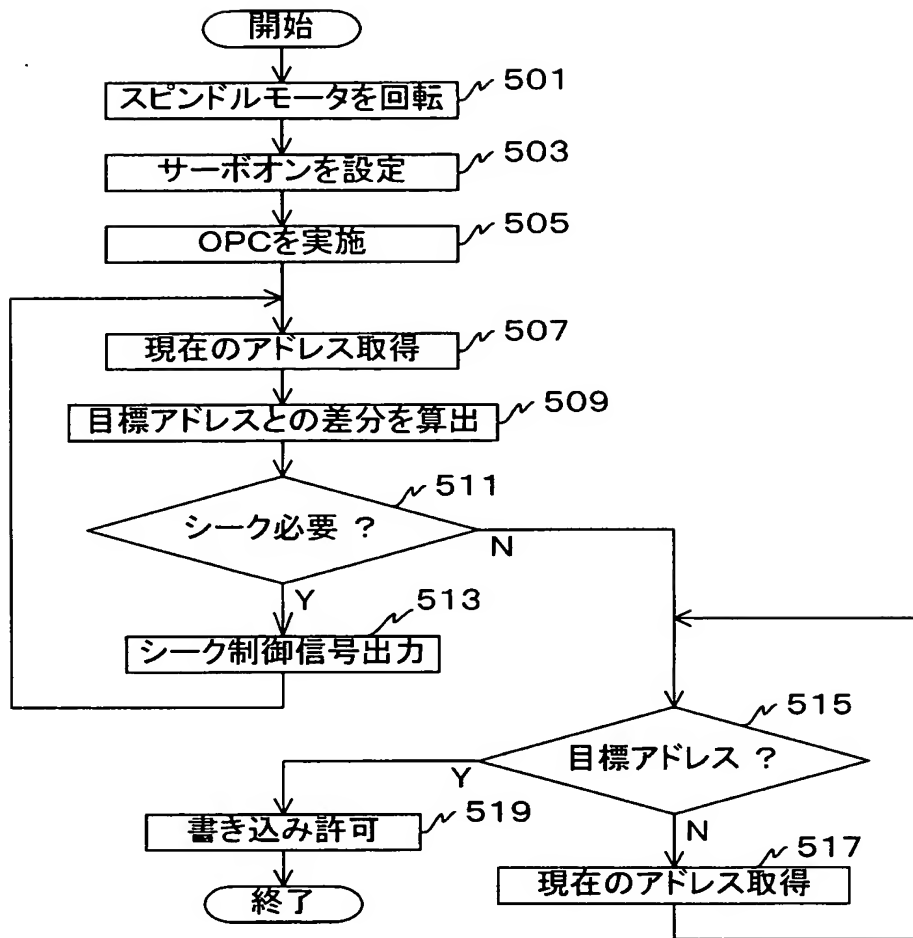 開始
スピンドルモータを回転
501
サーボオンを設定
503
OPCを実施
505
現在のアドレス取得
507
目標アドレスとの差分を算出
509
シーク必要 ?
511
N
Y
シーク制御信号出力
513
目標アドレス ?
515
Y
N
書き込み許可
519
現在のアドレス取得
517
終了